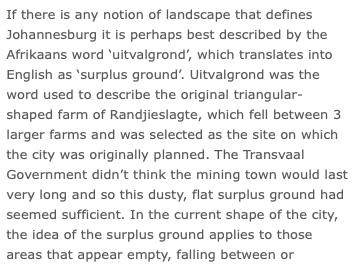 If there is any notion of landscape that defines
Johannesburg it is perhaps best described by the
Afrikaans word ‘uitvalgrond’, which translates into
English as ‘surplus ground’. Uitvalgrond was the
word used to describe the original triangular-
shaped farm of Randjieslagte, which fell between 3
larger farms and was selected as the site on which
the city was originally planned. The Transvaal
Government didn’t think the mining town would last
very long and so this dusty, flat surplus ground had
seemed sufficient. In the current shape of the city,
the idea of the surplus ground applies to those
areas that appear empty, falling between or